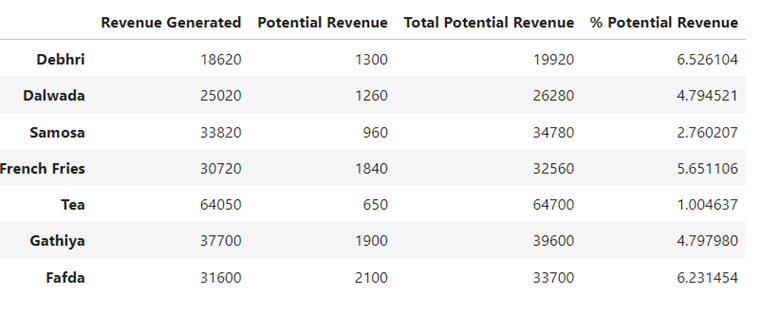 Revenue Generated Potential Revenue Total Potential Revenue % Potential Revenue
Debhri 18620 1300 19920 6.526104
Dalwada 25020 1260 26280 4.794521
Samosa 33820 960 34780 2.760207
French Fries 30720 1840 32560 5.651106
Tea 64050 650 64700 1.004637
Gathiya 37700 1900 39600 4.797980
Fafda 31600 2100 33700 6.231454